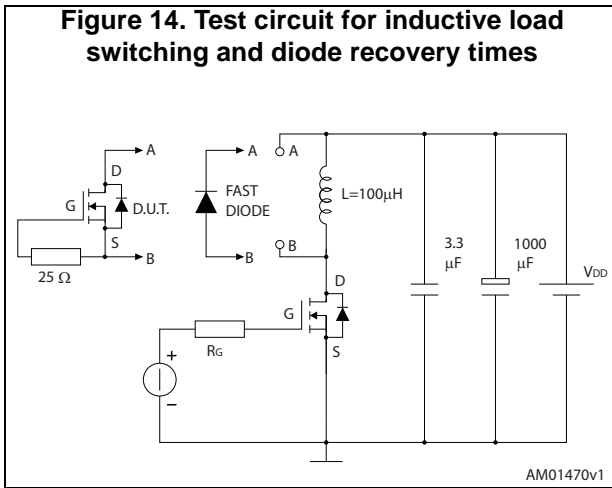 Figure 14. Test circuit for inductive load
switching and diode recovery times
A
D
G
D.U.T.
S
B
25 Ω
A
FAST
DIODE
B
A
L=100μH
B
D
G
S
RG
+
–
3.3
μF
1000
μF
VDD
AM01470v1